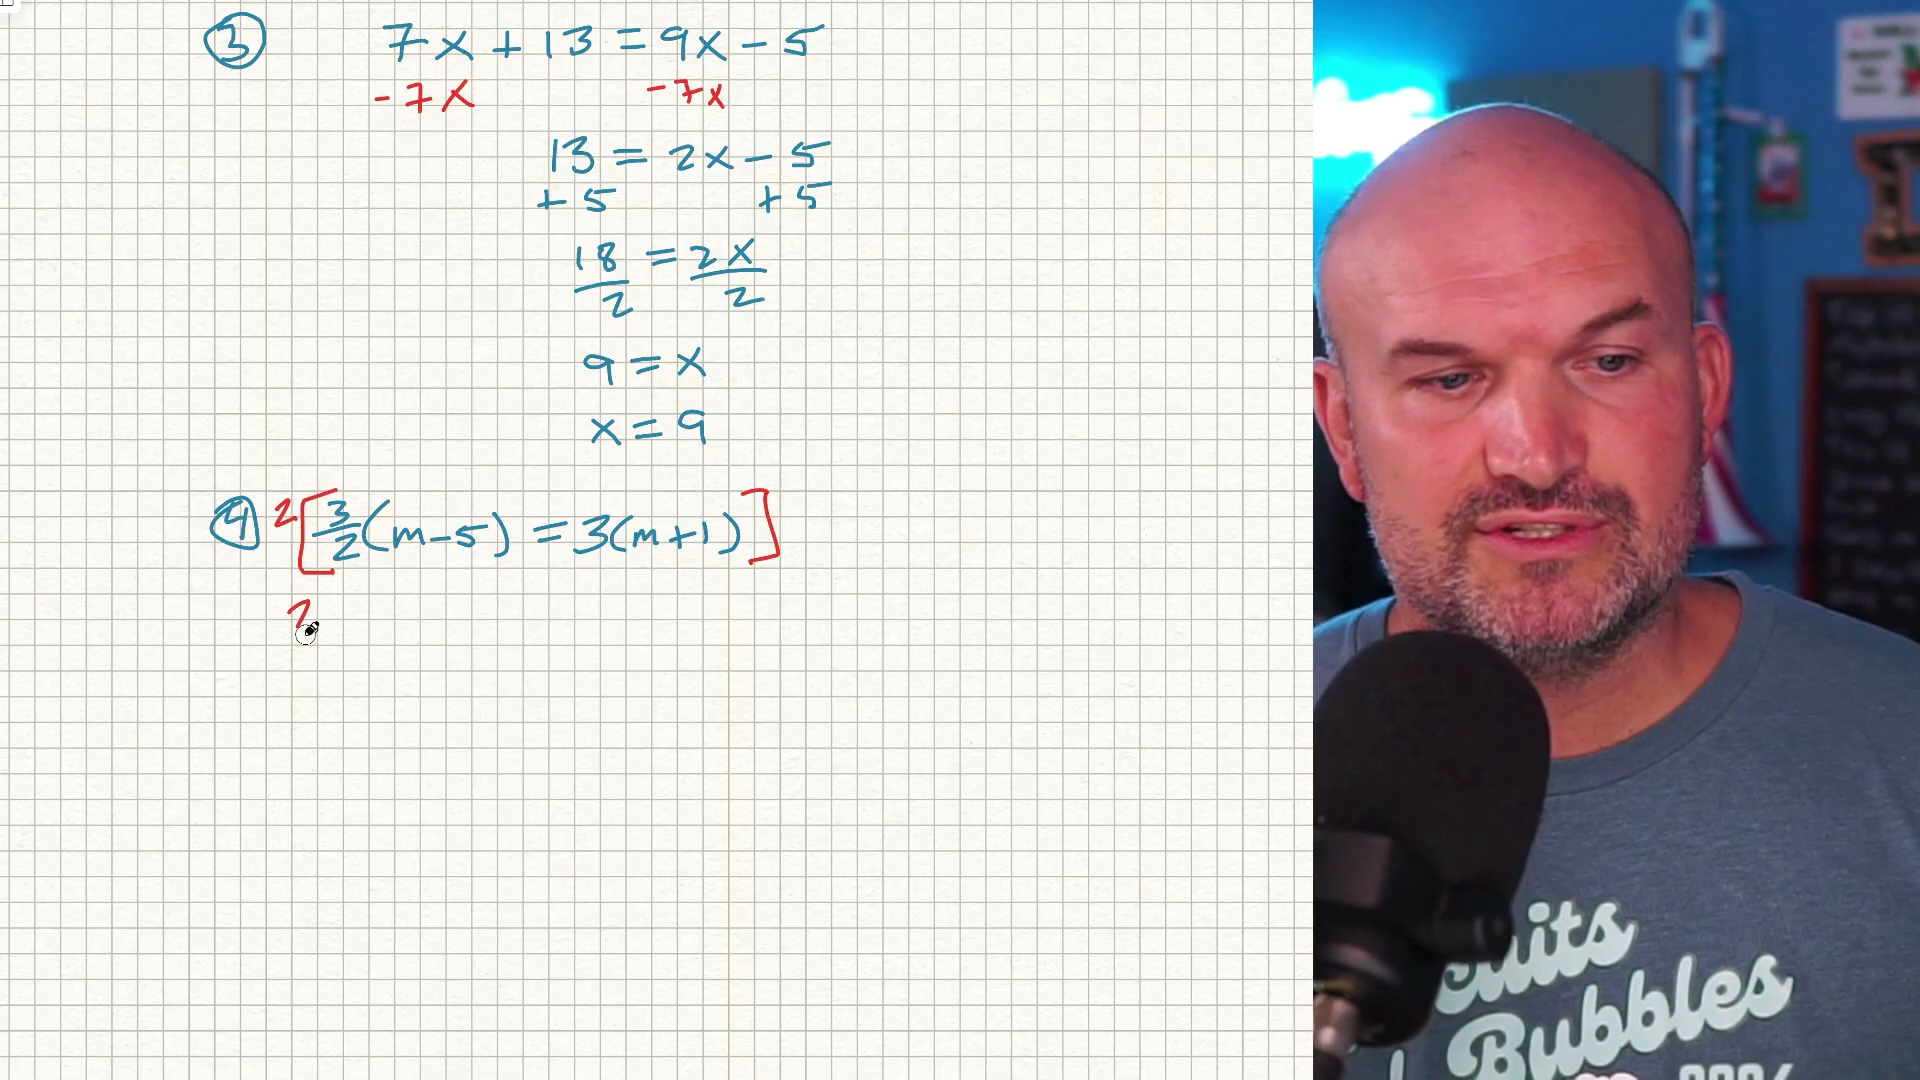 3 7x + 13 = 9x - 5
-7x -7x
13 = 2x - 5
+5 +5
18 = 2x
2 2
9 = x
x = 9
4 2[3/2(m-5) = 3(m+1)]
2
Bubbles